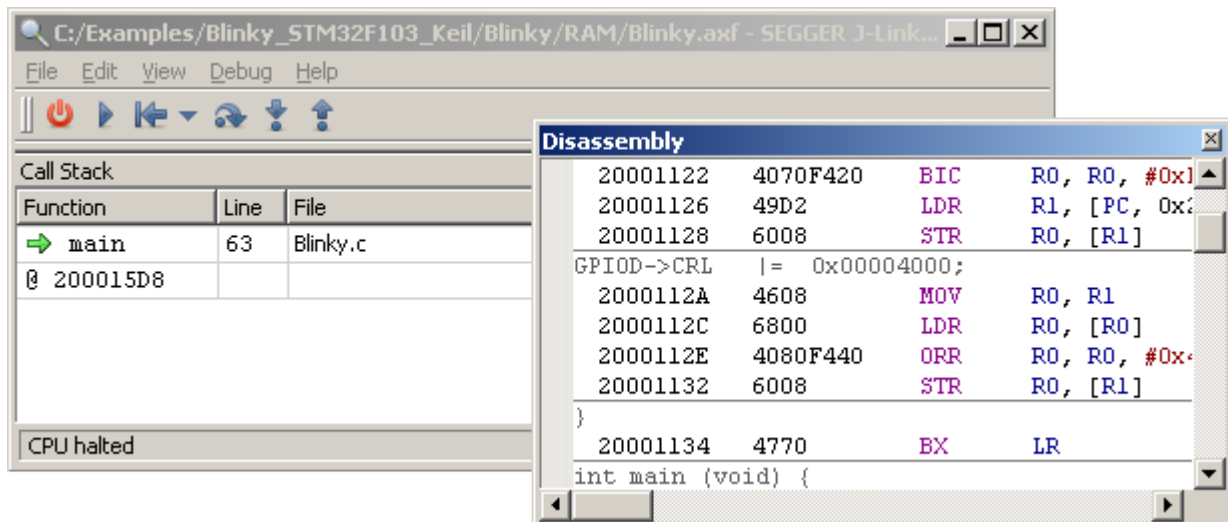 C:/Examples/Blinky_STM32F103_Keil/Blinky/RAM/Blinky.axf - SEGGER J-Link...
File Edit View Debug Help
Call Stack
Function Line File
main 63 Blinky.c
@ 200015D8
CPU halted
Disassembly
20001122 4070F420 BIC R0, R0, #0x1
20001126 49D2 LDR R1, [PC, 0x2
20001128 6008 STR R0, [R1]
GPIOD->CRL |= 0x00004000;
2000112A 4608 MOV R0, R1
2000112C 6800 LDR R0, [R0]
2000112E 4080F440 ORR R0, R0, #0x4
20001132 6008 STR R0, [R1]
}
20001134 4770 BX LR
int main (void) {